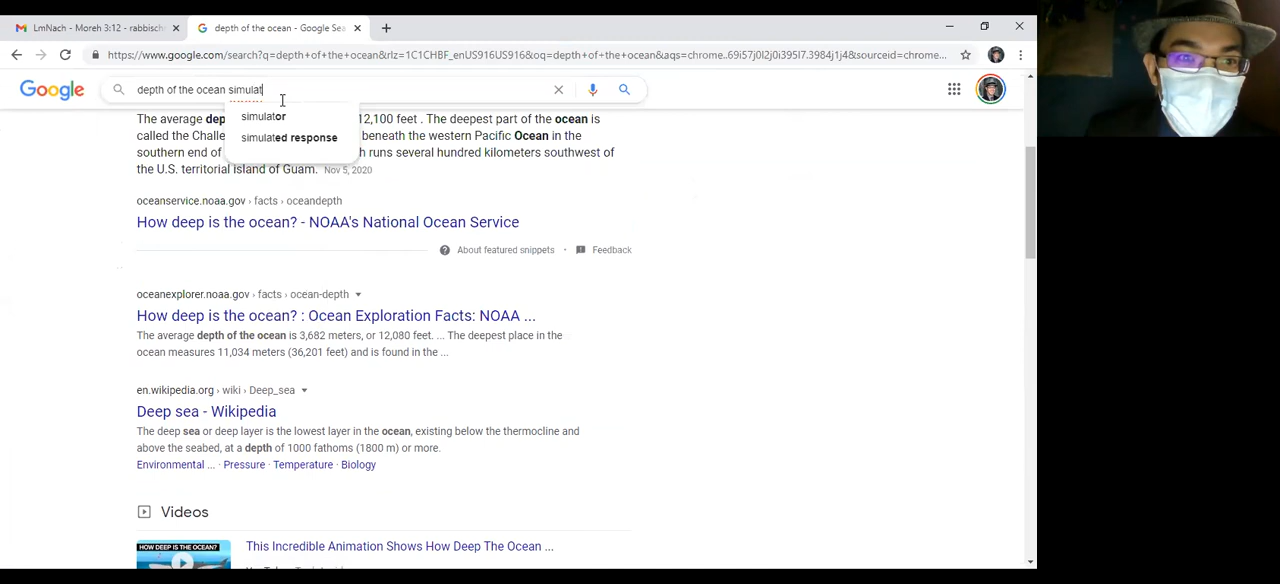 LmNach - Moreh 3:12 - rabbisch
depth of the ocean - Google Sea
https://www.google.com/search?q=depth+of+the+ocean&rlz=1C1CHBF_enUS916US916&oq=depth+of+the+ocean&aqs=chrome..69i57j0l2j0i395l7.3984j1j4&sourceid=chrome...
Google
depth of the ocean simulat
simulator
simulated response
The average dep
12,100 feet . The deepest part of the ocean is
called the Challe
beneath the western Pacific Ocean in the
southern end of
h runs several hundred kilometers southwest of
the U.S. territorial island of Guam. Nov 5, 2020
oceanservice.noaa.gov › facts › oceandepth
How deep is the ocean? - NOAA's National Ocean Service
About featured snippets · Feedback
oceanexplorer.noaa.gov › facts › ocean-depth
How deep is the ocean? : Ocean Exploration Facts: NOAA ...
The average depth of the ocean is 3,682 meters, or 12,080 feet. ... The deepest place in the
ocean measures 11,034 meters (36,201 feet) and is found in the ...
en.wikipedia.org › wiki › Deep_sea
Deep sea - Wikipedia
The deep sea or deep layer is the lowest layer in the ocean, existing below the thermocline and
above the seabed, at a depth of 1000 fathoms (1800 m) or more.
Environmental ... · Pressure · Temperature · Biology
Videos
HOW DEEP IS THE OCEAN?
This Incredible Animation Shows How Deep The Ocean ...